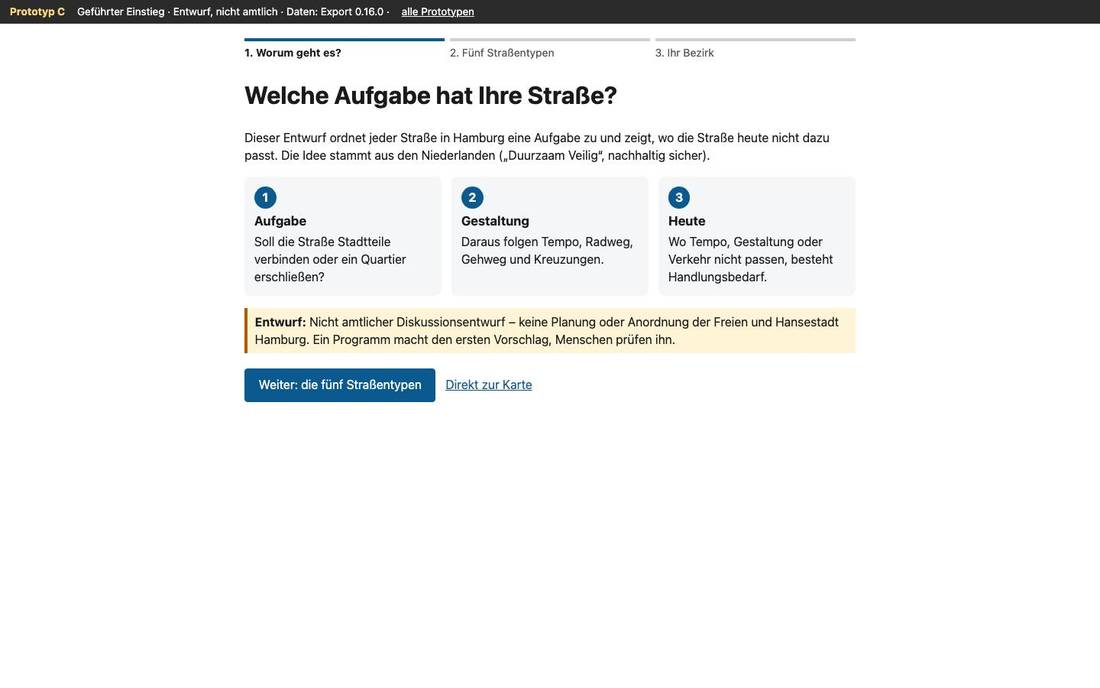 Prototyp C Geführter Einstieg · Entwurf, nicht amtlich · Daten: Export 0.16.0 · alle Prototypen
1. Worum geht es?
2. Fünf Straßentypen
3. Ihr Bezirk
Welche Aufgabe hat Ihre Straße?
Dieser Entwurf ordnet jeder Straße in Hamburg eine Aufgabe zu und zeigt, wo die Straße heute nicht dazu
passt. Die Idee stammt aus den Niederlanden („Duurzaam Veilig“, nachhaltig sicher).
1
Aufgabe
Soll die Straße Stadtteile
verbinden oder ein Quartier
erschließen?
2
Gestaltung
Daraus folgen Tempo, Radweg,
Gehweg und Kreuzungen.
3
Heute
Wo Tempo, Gestaltung oder
Verkehr nicht passen, besteht
Handlungsbedarf.
Entwurf: Nicht amtlicher Diskussionsentwurf – keine Planung oder Anordnung der Freien und Hansestadt
Hamburg. Ein Programm macht den ersten Vorschlag, Menschen prüfen ihn.
Weiter: die fünf Straßentypen
Direkt zur Karte